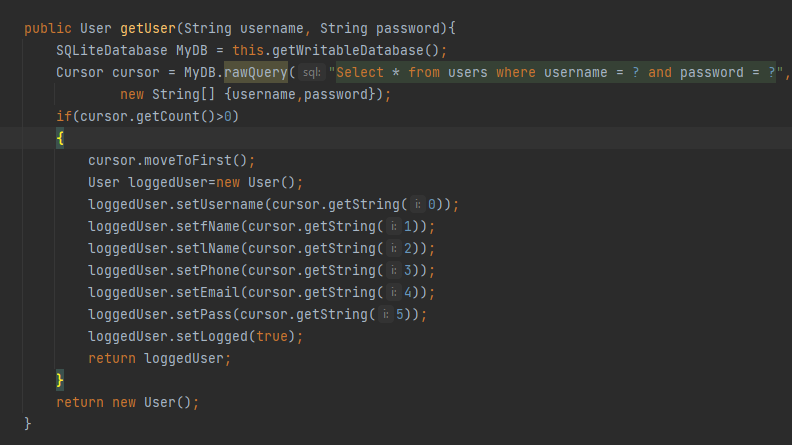 public User getUser(String username, String password){
    SQLiteDatabase MyDB = this.getWritableDatabase();
    Cursor cursor = MyDB.rawQuery( sql: "Select * from users where username = ? and password = ?",
            new String[] {username,password});
    if(cursor.getCount()>0)
    {
        cursor.moveToFirst();
        User loggedUser=new User();
        loggedUser.setUsername(cursor.getString( i: 0));
        loggedUser.setfName(cursor.getString( i: 1));
        loggedUser.setlName(cursor.getString( i: 2));
        loggedUser.setPhone(cursor.getString( i: 3));
        loggedUser.setEmail(cursor.getString( i: 4));
        loggedUser.setPass(cursor.getString( i: 5));
        loggedUser.setLogged(true);
        return loggedUser;
    }
    return new User();
}